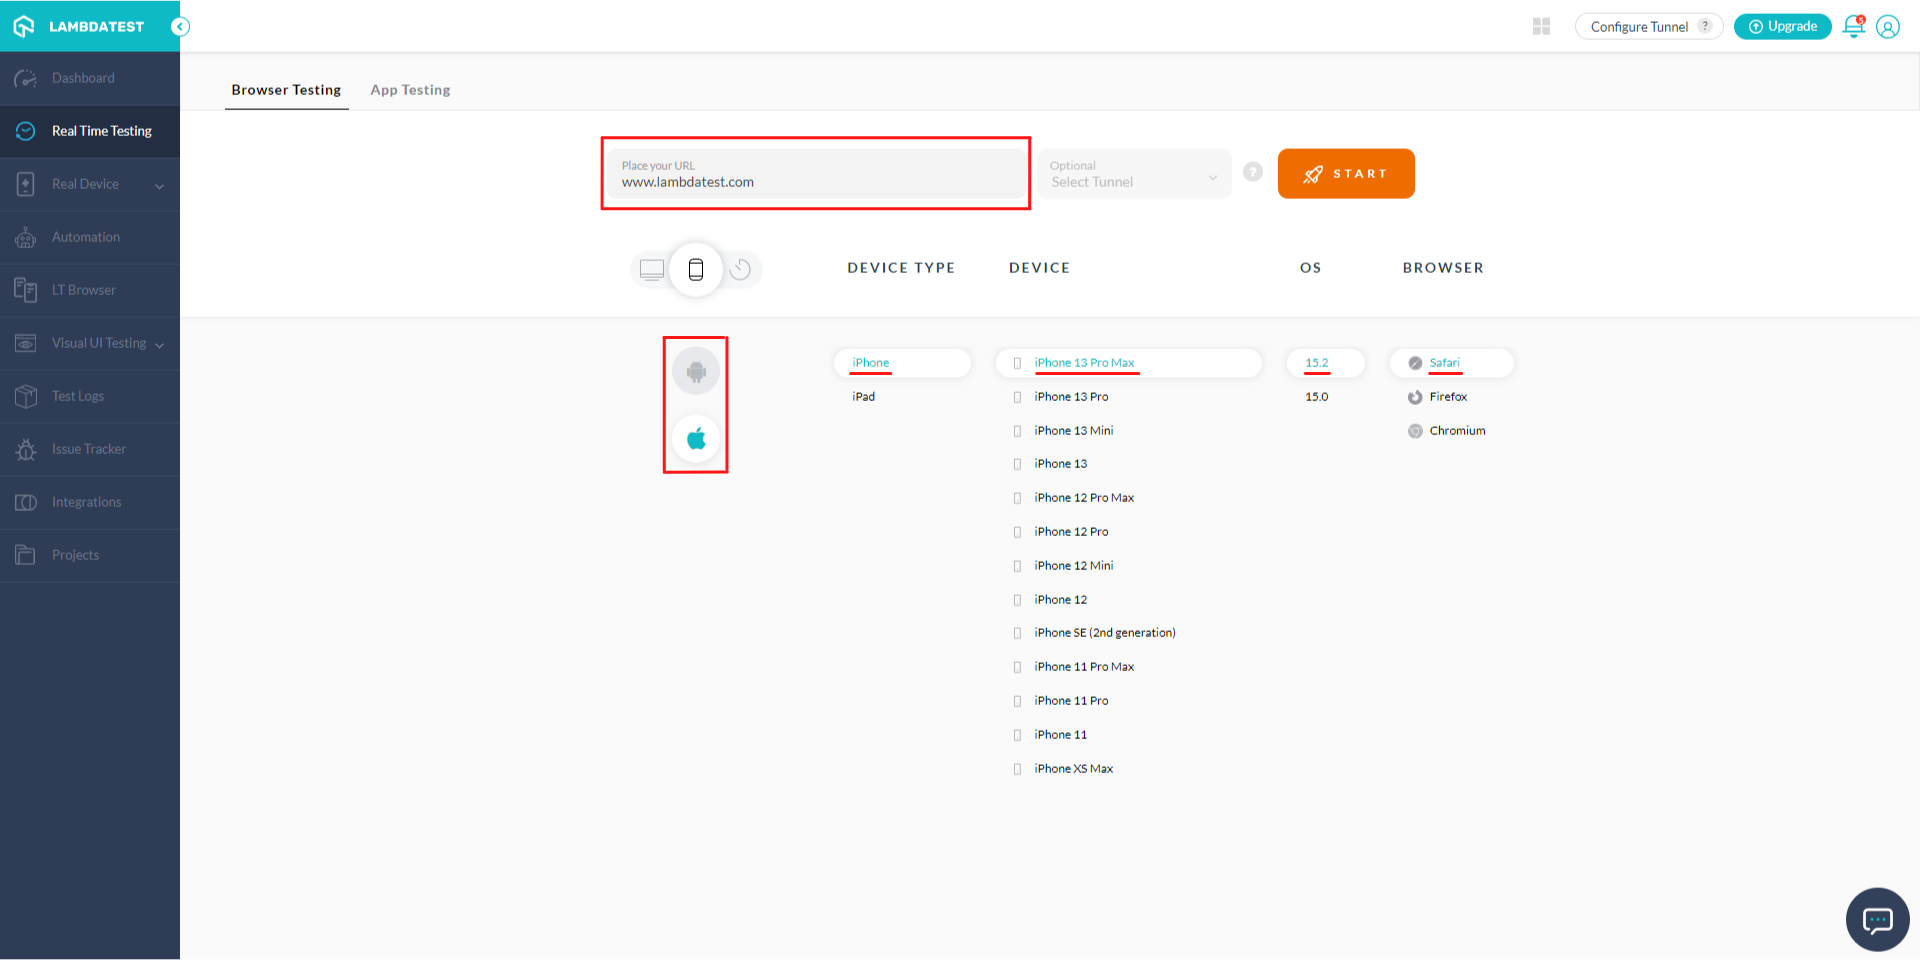 LAMBDATEST
Configure Tunnel ?
Upgrade
5
Dashboard
Real Time Testing
Real Device
Automation
LT Browser
Visual UI Testing
Test Logs
Issue Tracker
Integrations
Projects
Browser Testing App Testing
Place your URL
www.lambdatest.com
Optional
Select Tunnel
?
START
DEVICE TYPE DEVICE OS BROWSER
iPhone iPhone 13 Pro Max 15.2 Safari
iPad iPhone 13 Pro 15.0 Firefox
iPhone 13 Mini Chromium
iPhone 13
iPhone 12 Pro Max
iPhone 12 Pro
iPhone 12 Mini
iPhone 12
iPhone SE (2nd generation)
iPhone 11 Pro Max
iPhone 11 Pro
iPhone 11
iPhone XS Max